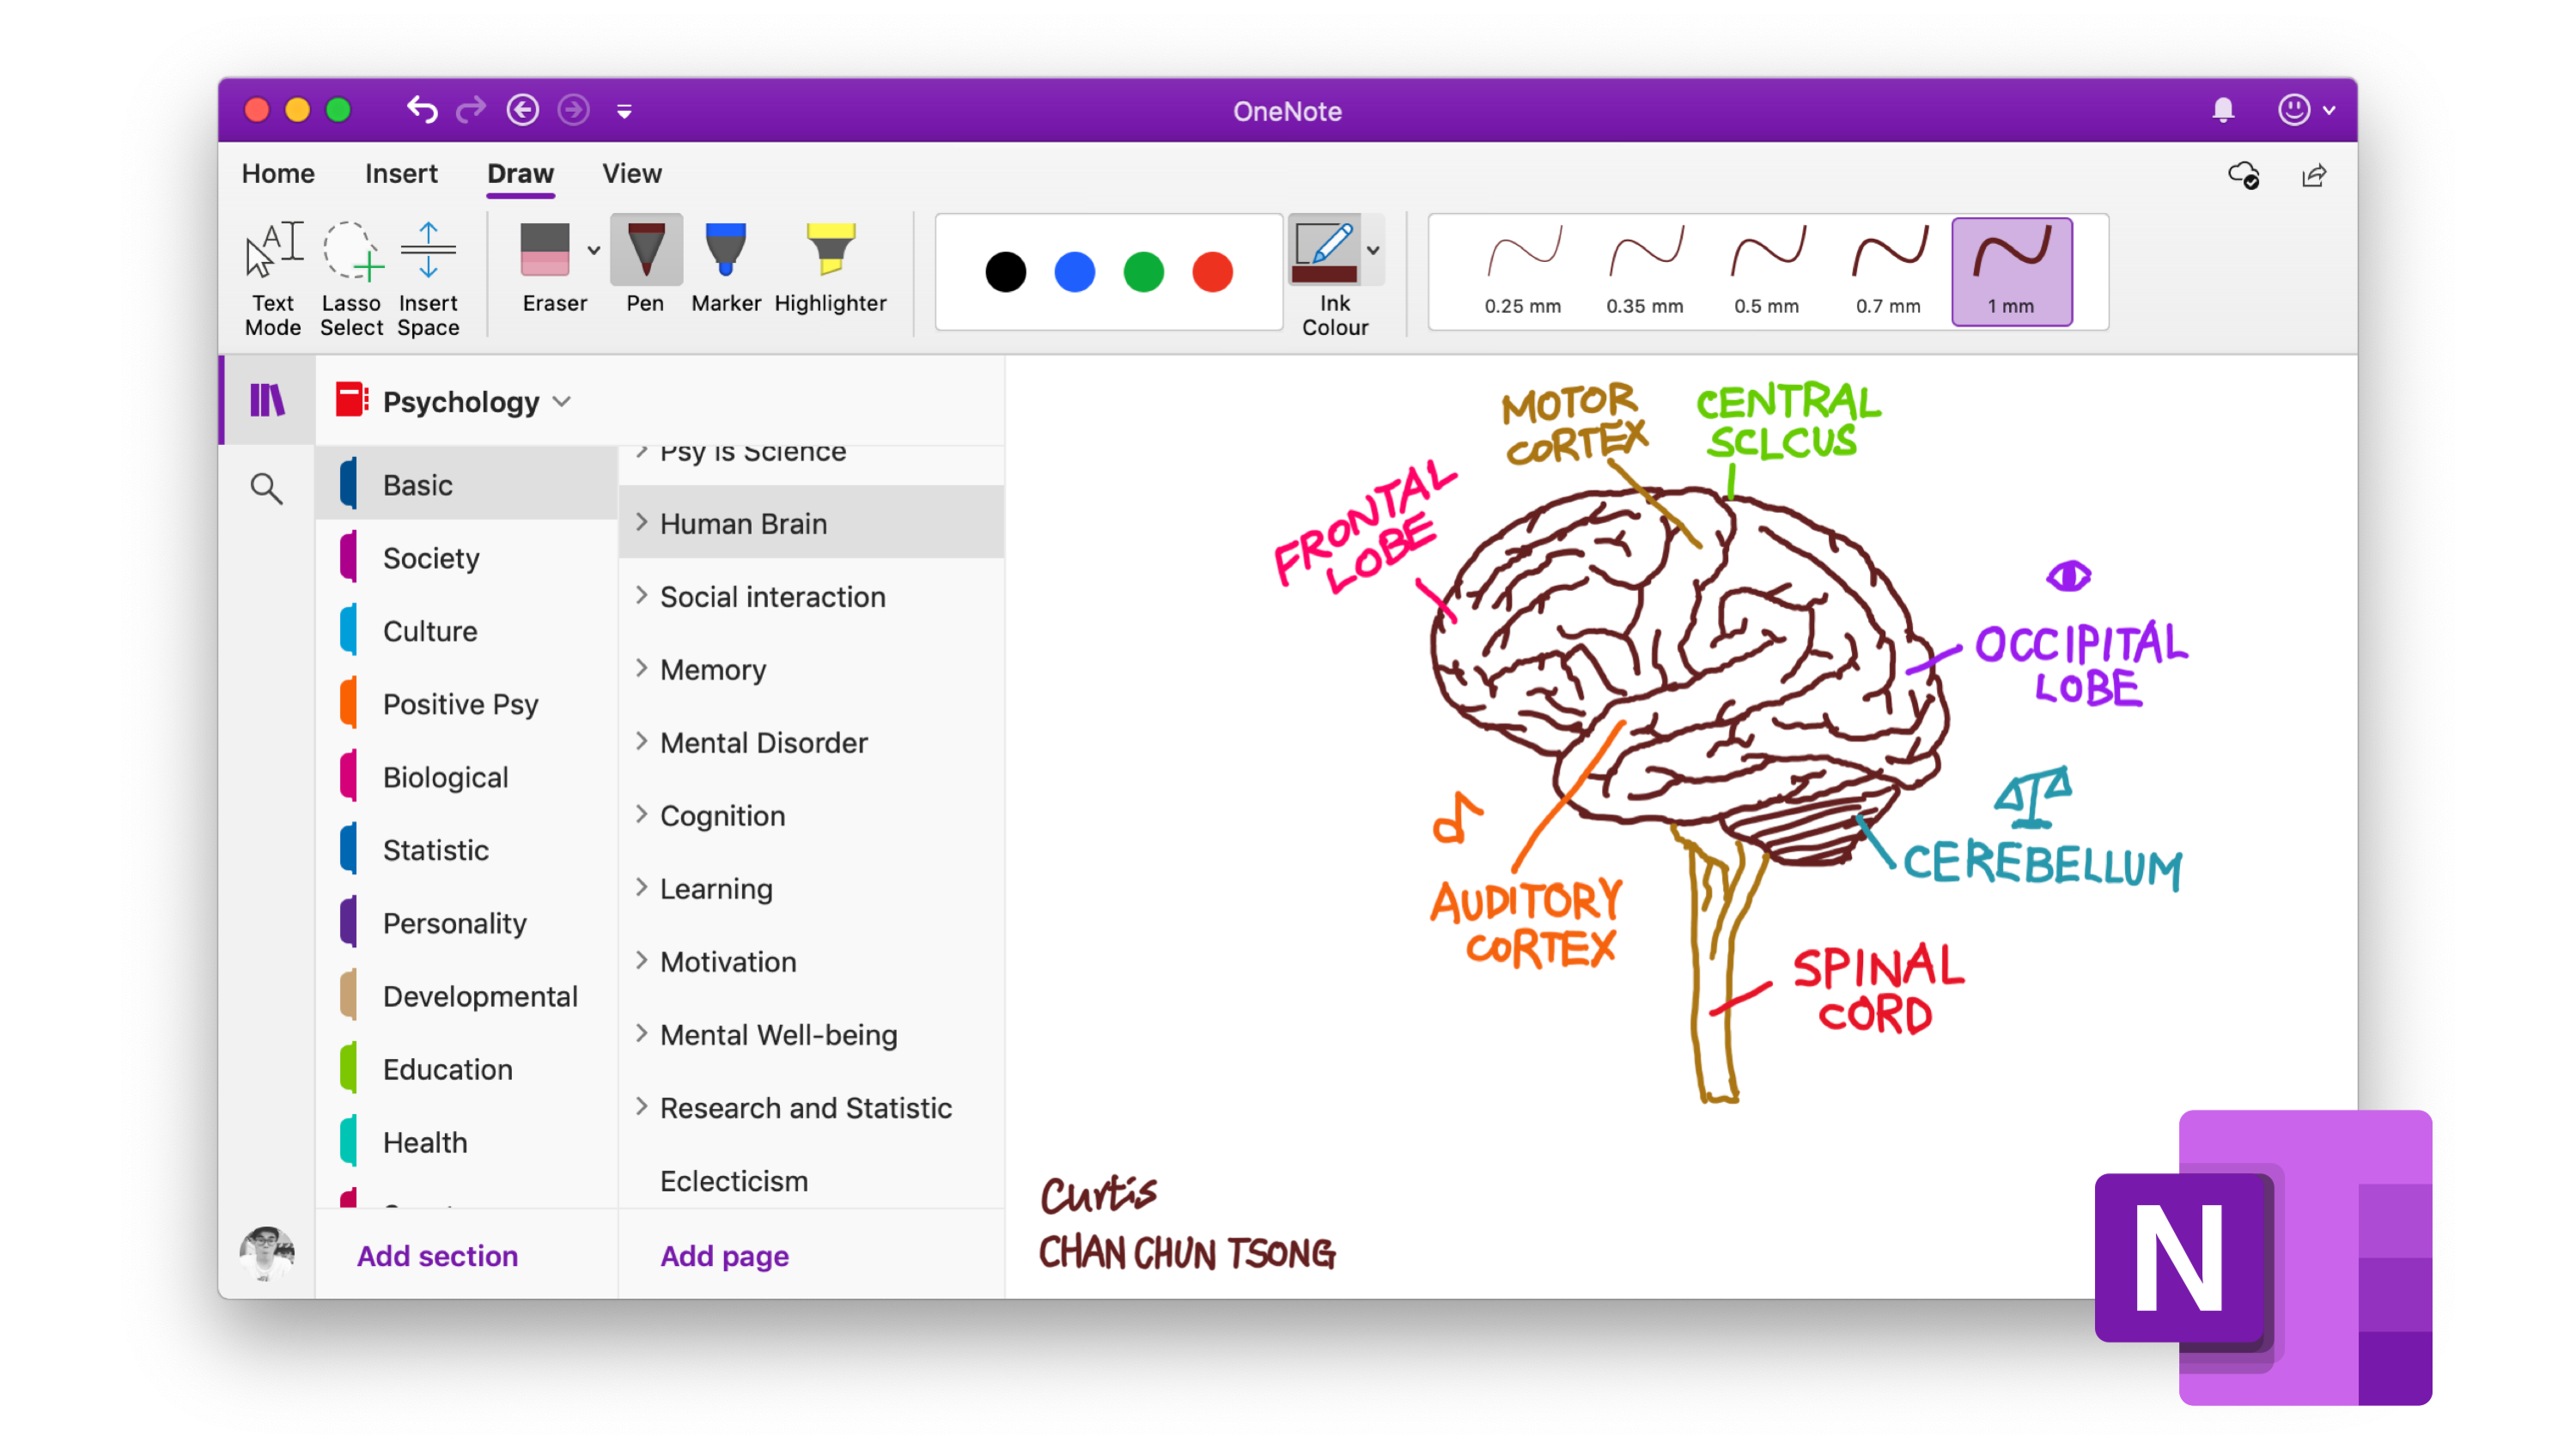 OneNote
Home Insert Draw View
Text Mode
Lasso Select
Insert Space
Eraser
Pen
Marker
Highlighter
Ink Colour
0.25 mm
0.35 mm
0.5 mm
0.7 mm
1 mm
Psychology
Basic
Society
Culture
Positive Psy
Biological
Statistic
Personality
Developmental
Education
Health
Add section
Psy is Science
Human Brain
Social interaction
Memory
Mental Disorder
Cognition
Learning
Motivation
Mental Well-being
Research and Statistic
Eclecticism
Add page
MOTOR
CORTEX
CENTRAL
SCLCUS
FRONTAL
LOBE
OCCIPITAL
LOBE
CEREBELLUM
AUDITORY
CORTEX
SPINAL
CORD
Curtis
CHAN CHUN TSONG
N